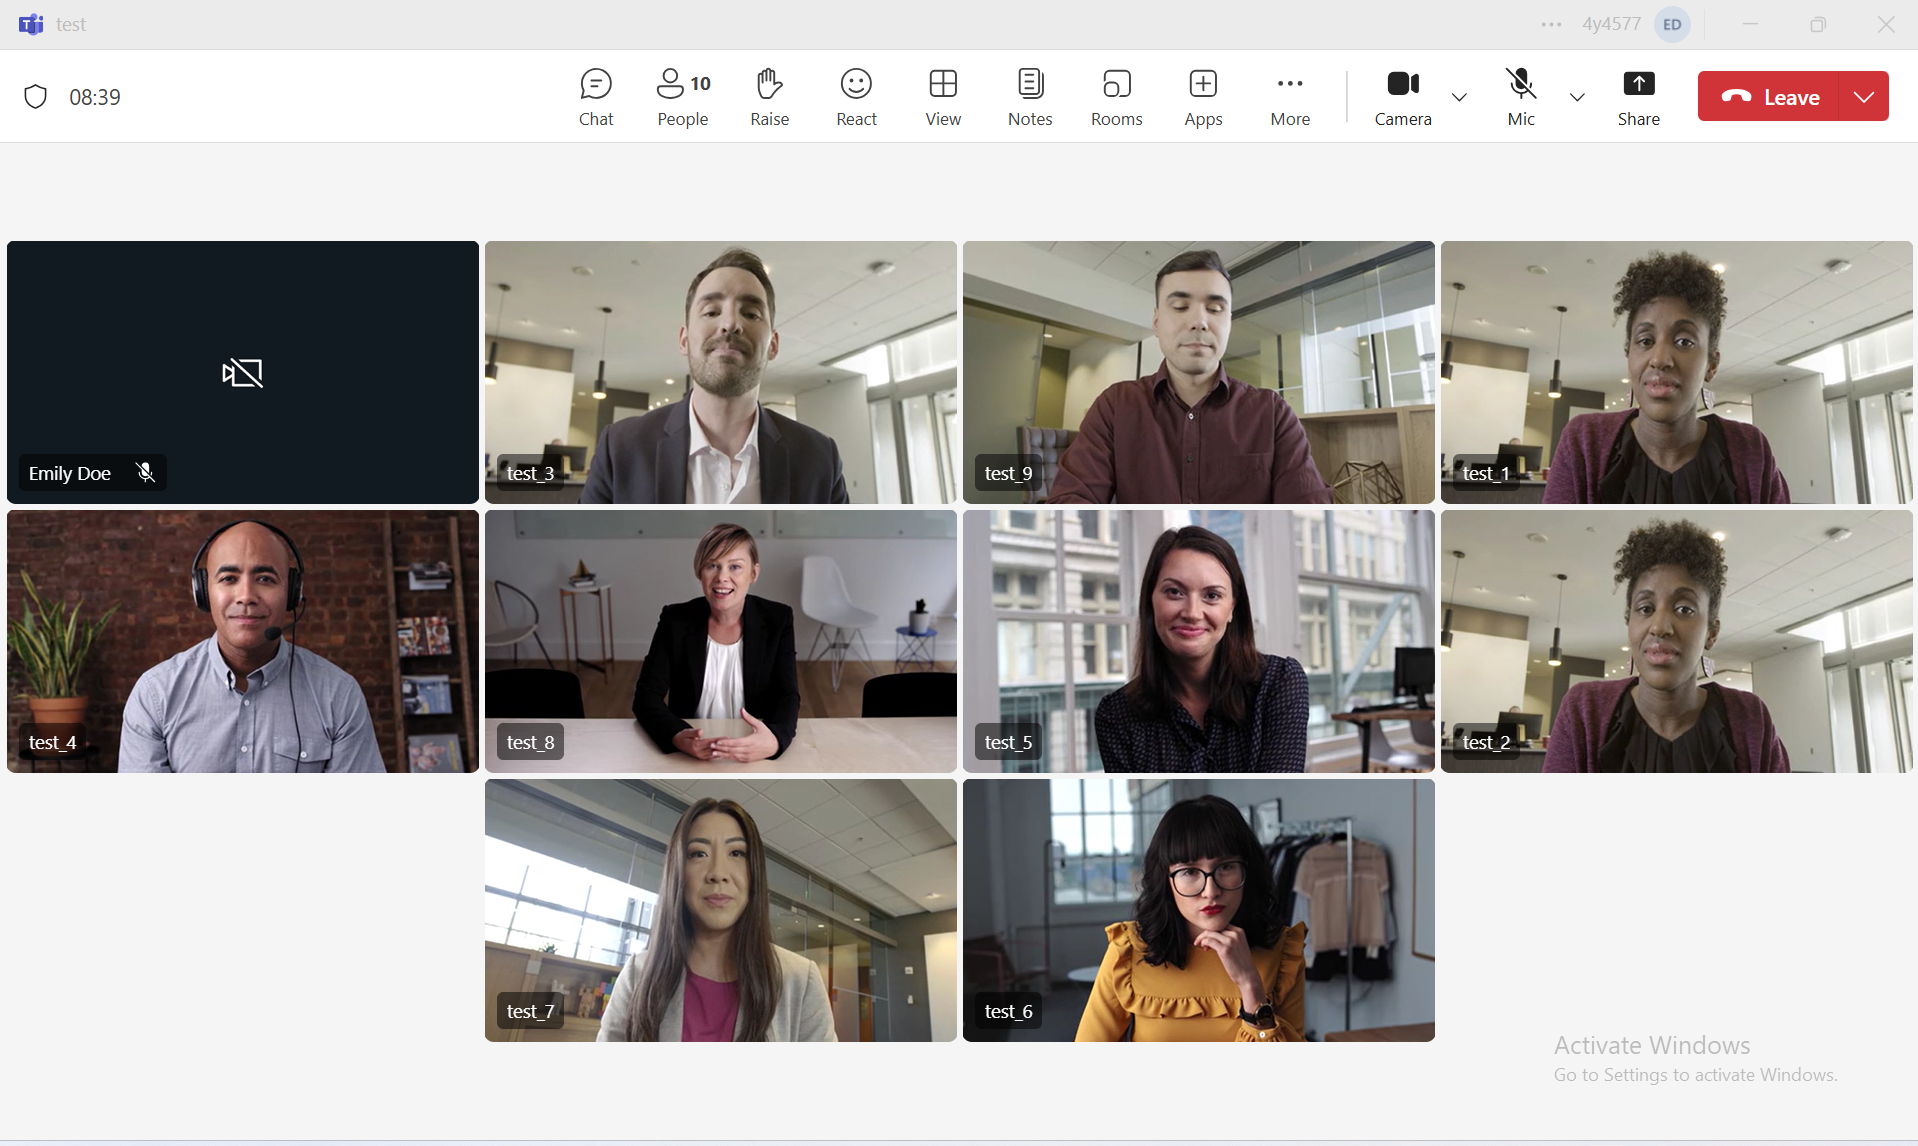 test
4y4577 ED
08:39
10
Chat People Raise React View Notes Rooms Apps More Camera Mic Share Leave
Emily Doe
test_3
test_9
test_1
test_4
test_8
test_5
test_2
test_7
test_6
Activate Windows
Go to Settings to activate Windows.